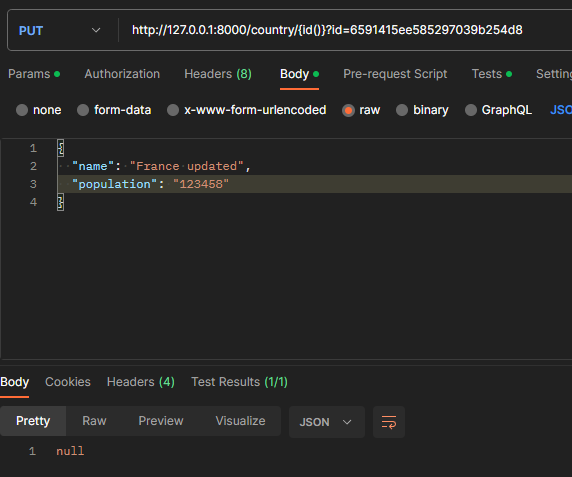 PUT http://127.0.0.1:8000/country/{id()}?id=6591415ee585297039b254d8
Params Authorization Headers (8) Body Pre-request Script Tests Setting
none form-data x-www-form-urlencoded raw binary GraphQL JSO
1 {
2 "name": "France updated",
3 "population": "123458"
4 }
Body Cookies Headers (4) Test Results (1/1)
Pretty Raw Preview Visualize JSON
1 null